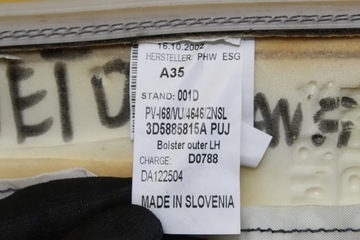 16.10.2002
HERSTELLER: PHW ESG
A35
STAND: 001D
PV-I68/VU/4646/ZNSL
3D5885815A PUJ
Bolster outer LH
CHARGE: D0788
DA122504
MADE IN SLOVENIA